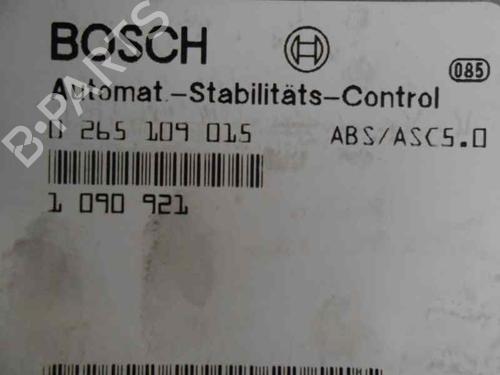 BOSCH
085
Automat.-Stabilitäts-Control
0 265 109 015 ABS/ASC5.0
1 090 921
B-PARTS